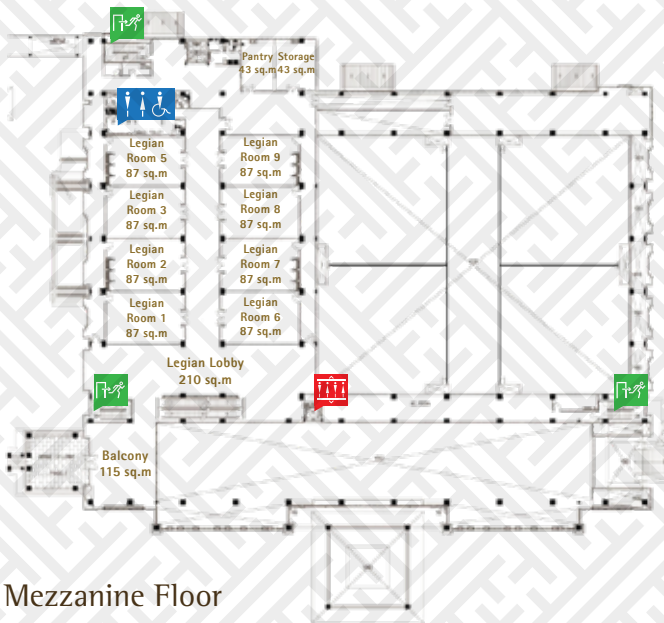 Pantry Storage
43 sq.m 43 sq.m
Legian
Room 5
87 sq.m
Legian
Room 9
87 sq.m
Legian
Room 3
87 sq.m
Legian
Room 8
87 sq.m
Legian
Room 2
87 sq.m
Legian
Room 7
87 sq.m
Legian
Room 1
87 sq.m
Legian
Room 6
87 sq.m
Legian Lobby
210 sq.m
Balcony
115 sq.m
Mezzanine Floor